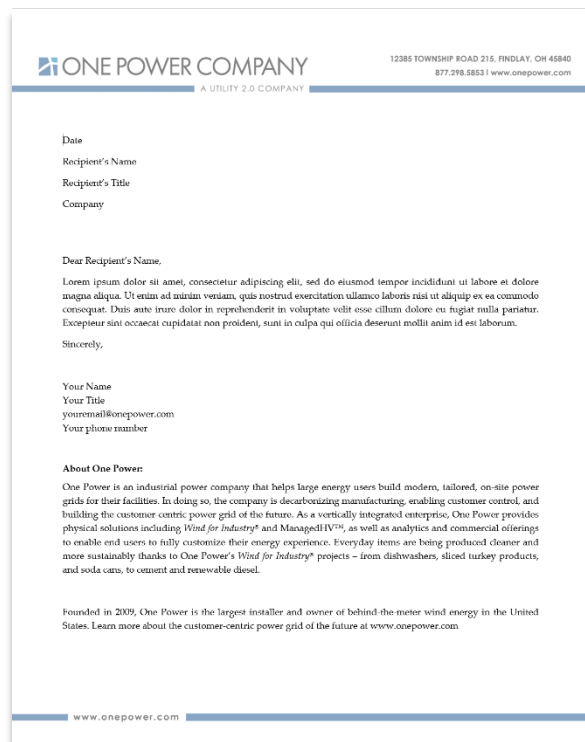 ONE POWER COMPANY
12385 TOWNSHIP ROAD 215, FINDLAY, OH 45840
877.298.5853 I www.onepower.com
A UTILITY 2.0 COMPANY
Date
Recipient's Name
Recipient's Title
Company
Dear Recipient's Name,
Lorem ipsum dolor sit amet, consectetur adipiscing elit, sed do eiusmod tempor incididunt ut labore et dolore
magna aliqua. Ut enim ad minim veniam, quis nostrud exercitation ullamco laboris nisi ut aliquip ex ea commodo
consequat. Duis aute irure dolor in reprehenderit in voluptate velit esse cillum dolore eu fugiat nulla pariatur.
Excepteur sint occaecat cupidatat non proident, sunt in culpa qui officia deserunt mollit anim id est laborum.
Sincerely,
Your Name
Your Title
youremail@onepower.com
Your phone number
About One Power:
One Power is an industrial power company that helps large energy users build modern, tailored, on-site power
grids for their facilities. In doing so, the company is decarbonizing manufacturing, enabling customer control, and
building the customer-centric power grid of the future. As a vertically integrated enterprise, One Power provides
physical solutions including Wind for Industry® and ManagedHV™, as well as analytics and commercial offerings
to enable end users to fully customize their energy experience. Everyday items are being produced cleaner and
more sustainably thanks to One Power's Wind for Industry® projects – from dishwashers, sliced turkey products,
and soda cans, to cement and renewable diesel.
Founded in 2009, One Power is the largest installer and owner of behind-the-meter wind energy in the United
States. Learn more about the customer-centric power grid of the future at www.onepower.com
www.onepower.com